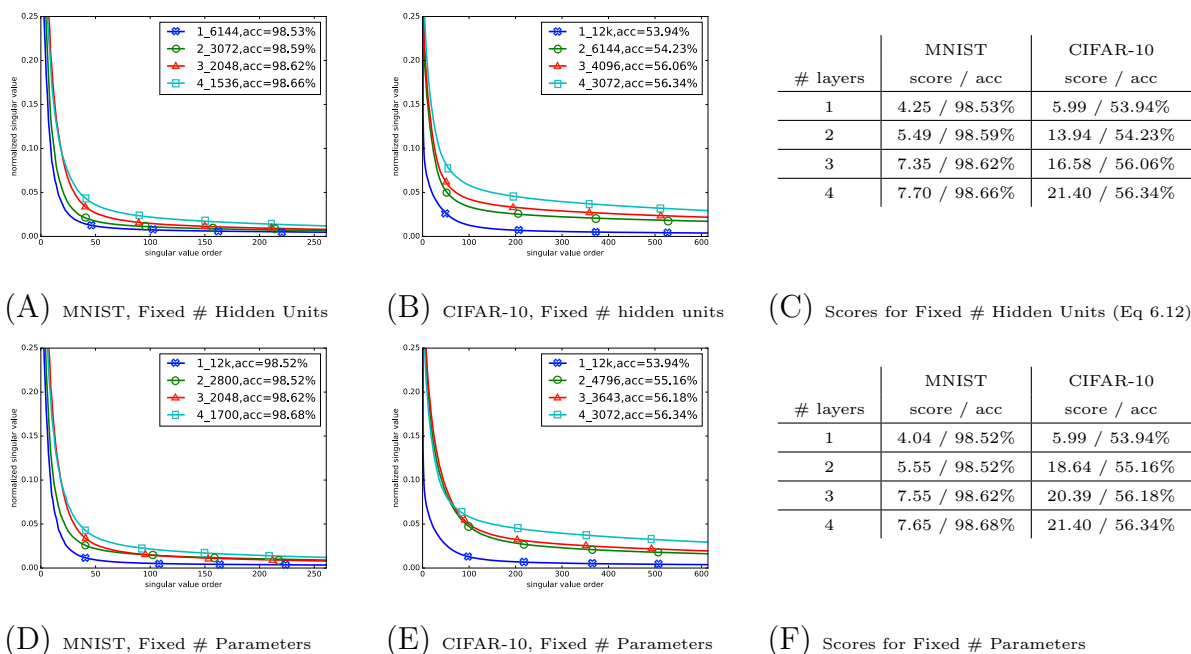 0.25
0.20
0.15
0.10
0.05
0.00
normalized singular value
0 50 100 150 200 250
singular value order
1_6144,acc=98.53%
2_3072,acc=98.59%
3_2048,acc=98.62%
4_1536,acc=98.66%
(A) MNIST, Fixed # Hidden Units
0.25
0.20
0.15
0.10
0.05
0.00
normalized singular value
0 100 200 300 400 500 600
singular value order
1_12k,acc=53.94%
2_6144,acc=54.23%
3_4096,acc=56.06%
4_3072,acc=56.34%
(B) CIFAR-10, Fixed # hidden units
MNIST CIFAR-10
# layers score / acc score / acc
1 4.25 / 98.53% 5.99 / 53.94%
2 5.49 / 98.59% 13.94 / 54.23%
3 7.35 / 98.62% 16.58 / 56.06%
4 7.70 / 98.66% 21.40 / 56.34%
(C) Scores for Fixed # Hidden Units (Eq 6.12)
0.25
0.20
0.15
0.10
0.05
0.00
normalized singular value
0 50 100 150 200 250
singular value order
1_12k,acc=98.52%
2_2800,acc=98.52%
3_2048,acc=98.62%
4_1700,acc=98.68%
(D) MNIST, Fixed # Parameters
0.25
0.20
0.15
0.10
0.05
0.00
normalized singular value
0 100 200 300 400 500 600
singular value order
1_12k,acc=53.94%
2_4796,acc=55.16%
3_3643,acc=56.18%
4_3072,acc=56.34%
(E) CIFAR-10, Fixed # Parameters
MNIST CIFAR-10
# layers score / acc score / acc
1 4.04 / 98.52% 5.99 / 53.94%
2 5.55 / 98.52% 18.64 / 55.16%
3 7.55 / 98.62% 20.39 / 56.18%
4 7.65 / 98.68% 21.40 / 56.34%
(F) Scores for Fixed # Parameters